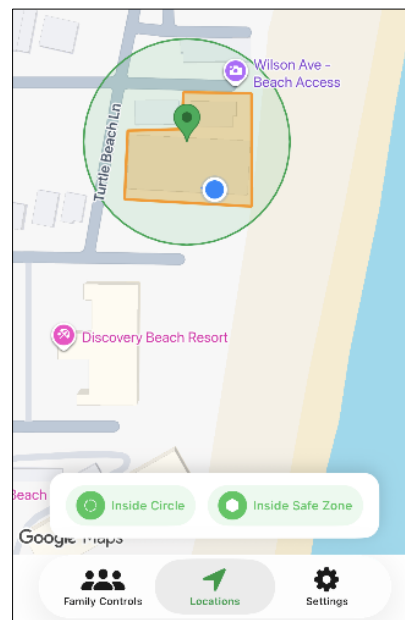 Wilson Ave -
Beach Access
Turtle Beach Ln
Discovery Beach Resort
Beach
Inside Circle
Inside Safe Zone
Google Maps
Family Controls
Locations
Settings